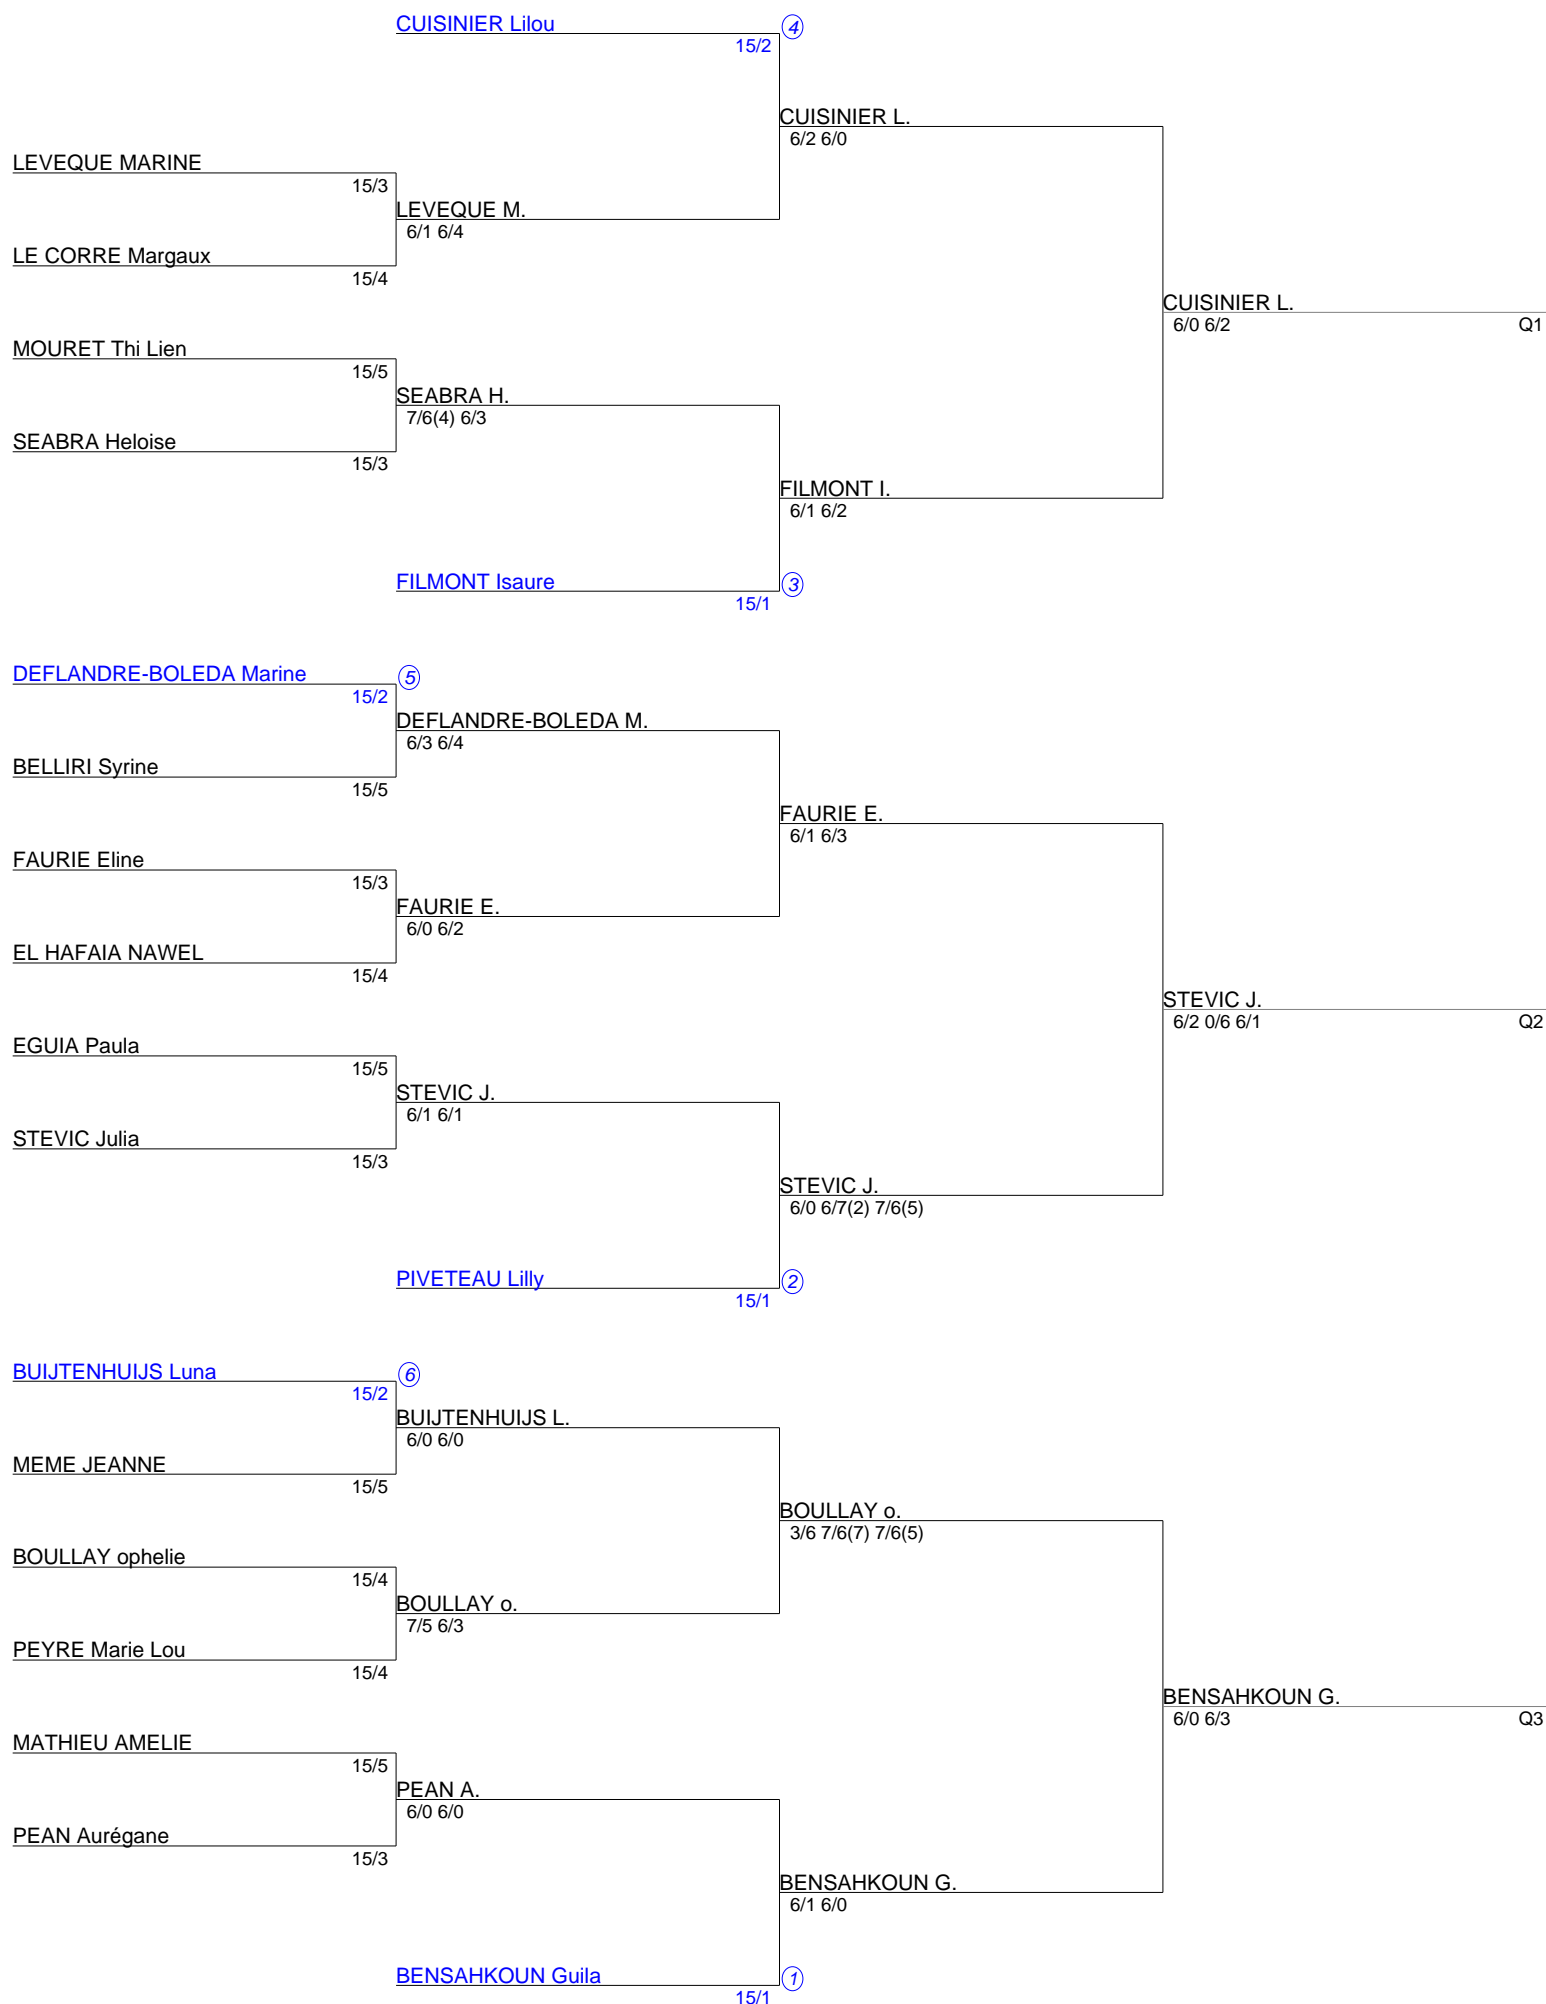 CUISINIER Lilou
4
15/2
CUISINIER L.
6/2 6/0
LEVEQUE MARINE
15/3
LEVEQUE M.
6/1 6/4
LE CORRE Margaux
15/4
CUISINIER L.
6/0 6/2
Q1
MOURET Thi Lien
15/5
SEABRA H.
7/6(4) 6/3
SEABRA Heloise
15/3
FILMONT I.
6/1 6/2
FILMONT Isaure
3
15/1
DEFLANDRE-BOLEDA Marine
5
15/2
DEFLANDRE-BOLEDA M.
6/3 6/4
BELLIRI Syrine
15/5
FAURIE E.
6/1 6/3
FAURIE Eline
15/3
FAURIE E.
6/0 6/2
EL HAFAIA NAWEL
15/4
STEVIC J.
6/2 0/6 6/1
Q2
EGUIA Paula
15/5
STEVIC J.
6/1 6/1
STEVIC Julia
15/3
STEVIC J.
6/0 6/7(2) 7/6(5)
PIVETEAU Lilly
2
15/1
BUIJTENHUIJS Luna
6
15/2
BUIJTENHUIJS L.
6/0 6/0
MEME JEANNE
15/5
BOULLAY o.
3/6 7/6(7) 7/6(5)
BOULLAY ophelie
15/4
BOULLAY o.
7/5 6/3
PEYRE Marie Lou
15/4
BENSAHKOUN G.
6/0 6/3
Q3
MATHIEU AMELIE
15/5
PEAN A.
6/0 6/0
PEAN Aurégane
15/3
BENSAHKOUN G.
6/1 6/0
BENSAHKOUN Guila
1
15/1